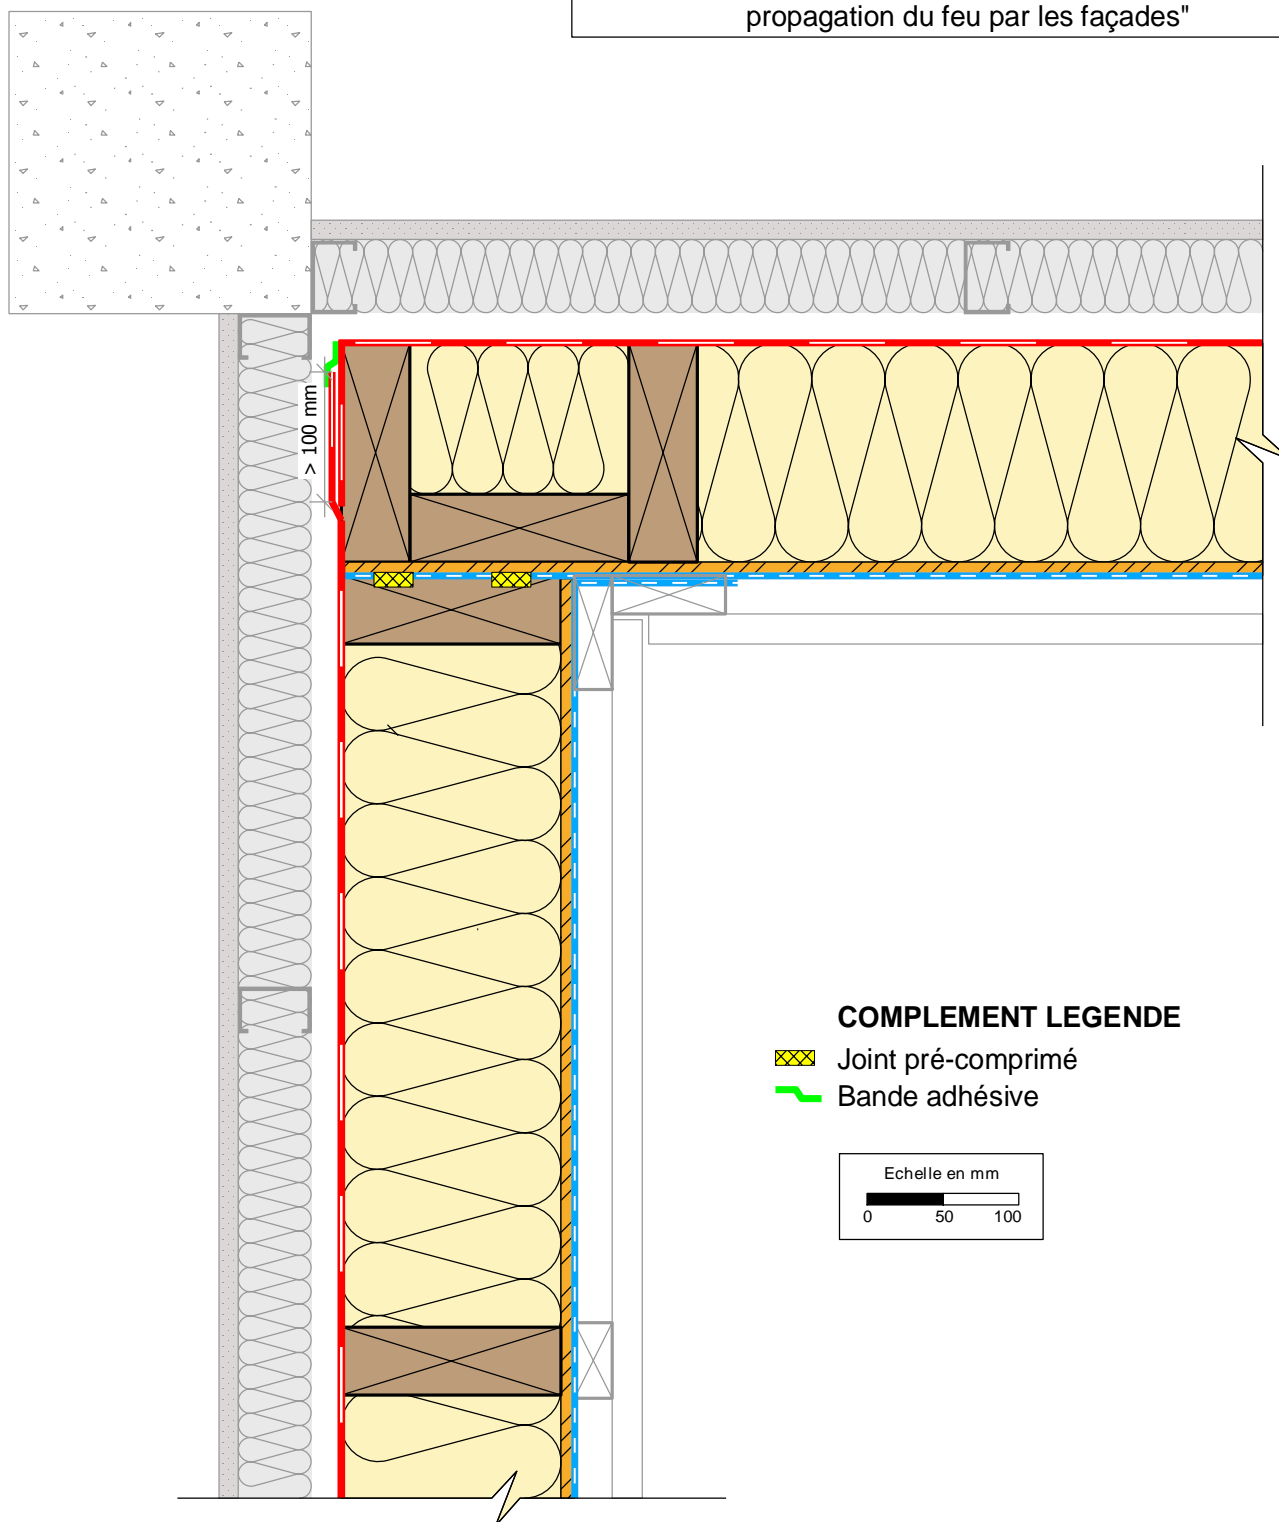 propagation du feu par les façades"
> 100 mm
COMPLEMENT LEGENDE
Joint pré-comprimé
Bande adhésive
Echelle en mm
0 50 100